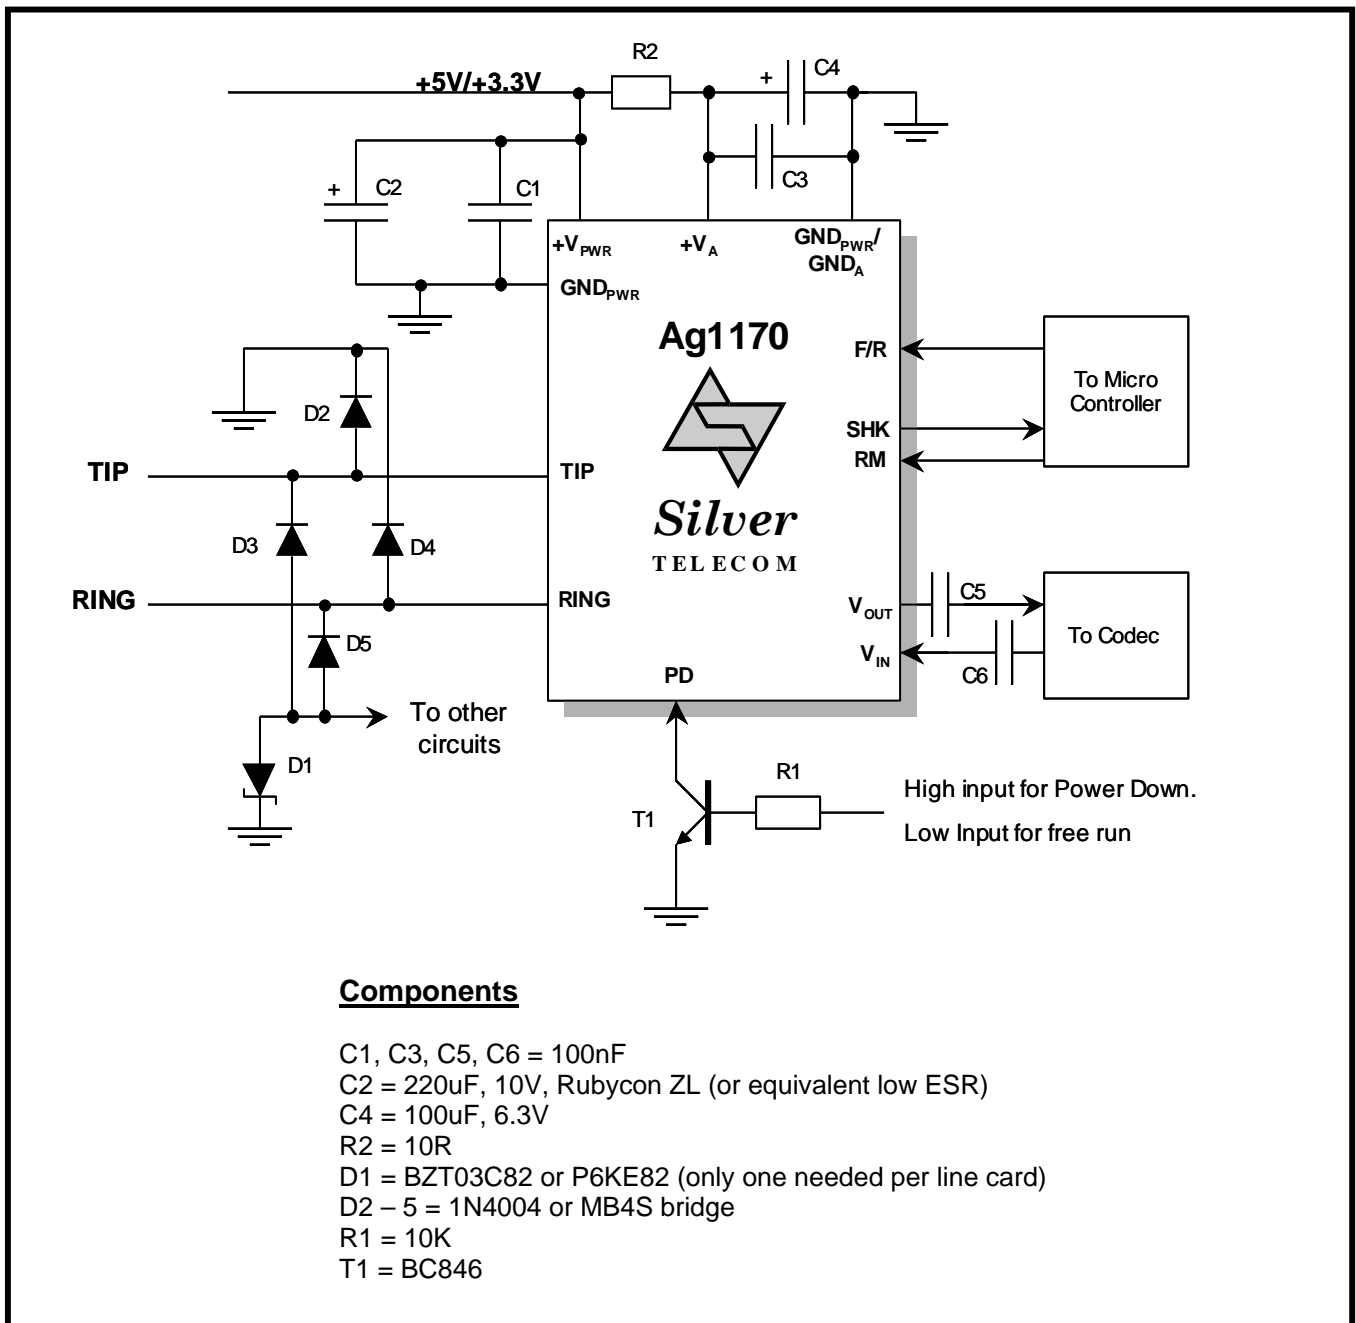 R2
C4
+5V/+3.3V
+
C3
+
C2
C1
+VPWR
+VA
GNDPWR/
GNDA
GNDPWR
Ag1170
F/R
To Micro
Controller
D2
SHK
TIP
TIP
RM
Silver
D3
D4
TELECOM
RING
RING
VOUT
C5
To Codec
D5
VIN
C6
PD
To other
circuits
D1
R1
High input for Power Down.
T1
Low Input for free run
Components
C1, C3, C5, C6 = 100nF
C2 = 220uF, 10V, Rubycon ZL (or equivalent low ESR)
C4 = 100uF, 6.3V
R2 = 10R
D1 = BZT03C82 or P6KE82 (only one needed per line card)
D2 – 5 = 1N4004 or MB4S bridge
R1 = 10K
T1 = BC846